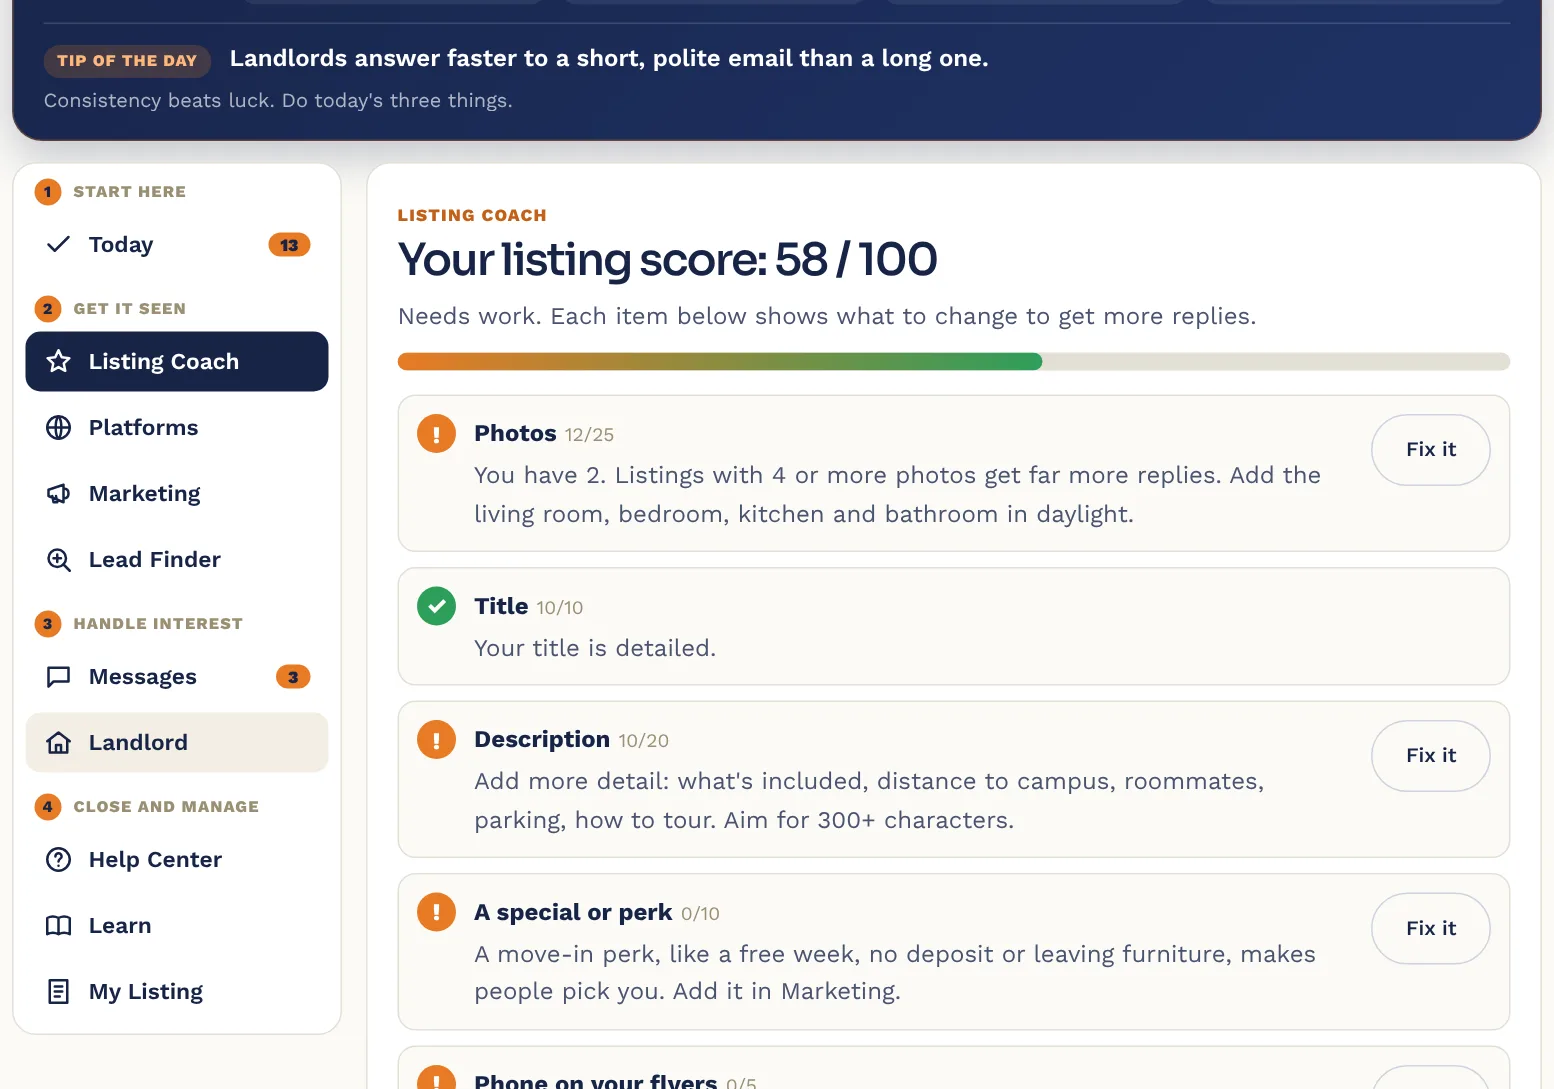 TIP OF THE DAY Landlords answer faster to a short, polite email than a long one.
Consistency beats luck. Do today's three things.
1 START HERE
Today 13
2 GET IT SEEN
Listing Coach
Platforms
Marketing
Lead Finder
3 HANDLE INTEREST
Messages 3
Landlord
4 CLOSE AND MANAGE
Help Center
Learn
My Listing
LISTING COACH
Your listing score: 58 / 100
Needs work. Each item below shows what to change to get more replies.
Photos 12/25
You have 2. Listings with 4 or more photos get far more replies. Add the
living room, bedroom, kitchen and bathroom in daylight.
Fix it
Title 10/10
Your title is detailed.
Description 10/20
Add more detail: what's included, distance to campus, roommates,
parking, how to tour. Aim for 300+ characters.
Fix it
A special or perk 0/10
A move-in perk, like a free week, no deposit or leaving furniture, makes
people pick you. Add it in Marketing.
Fix it
Phone on your flyers 0/5